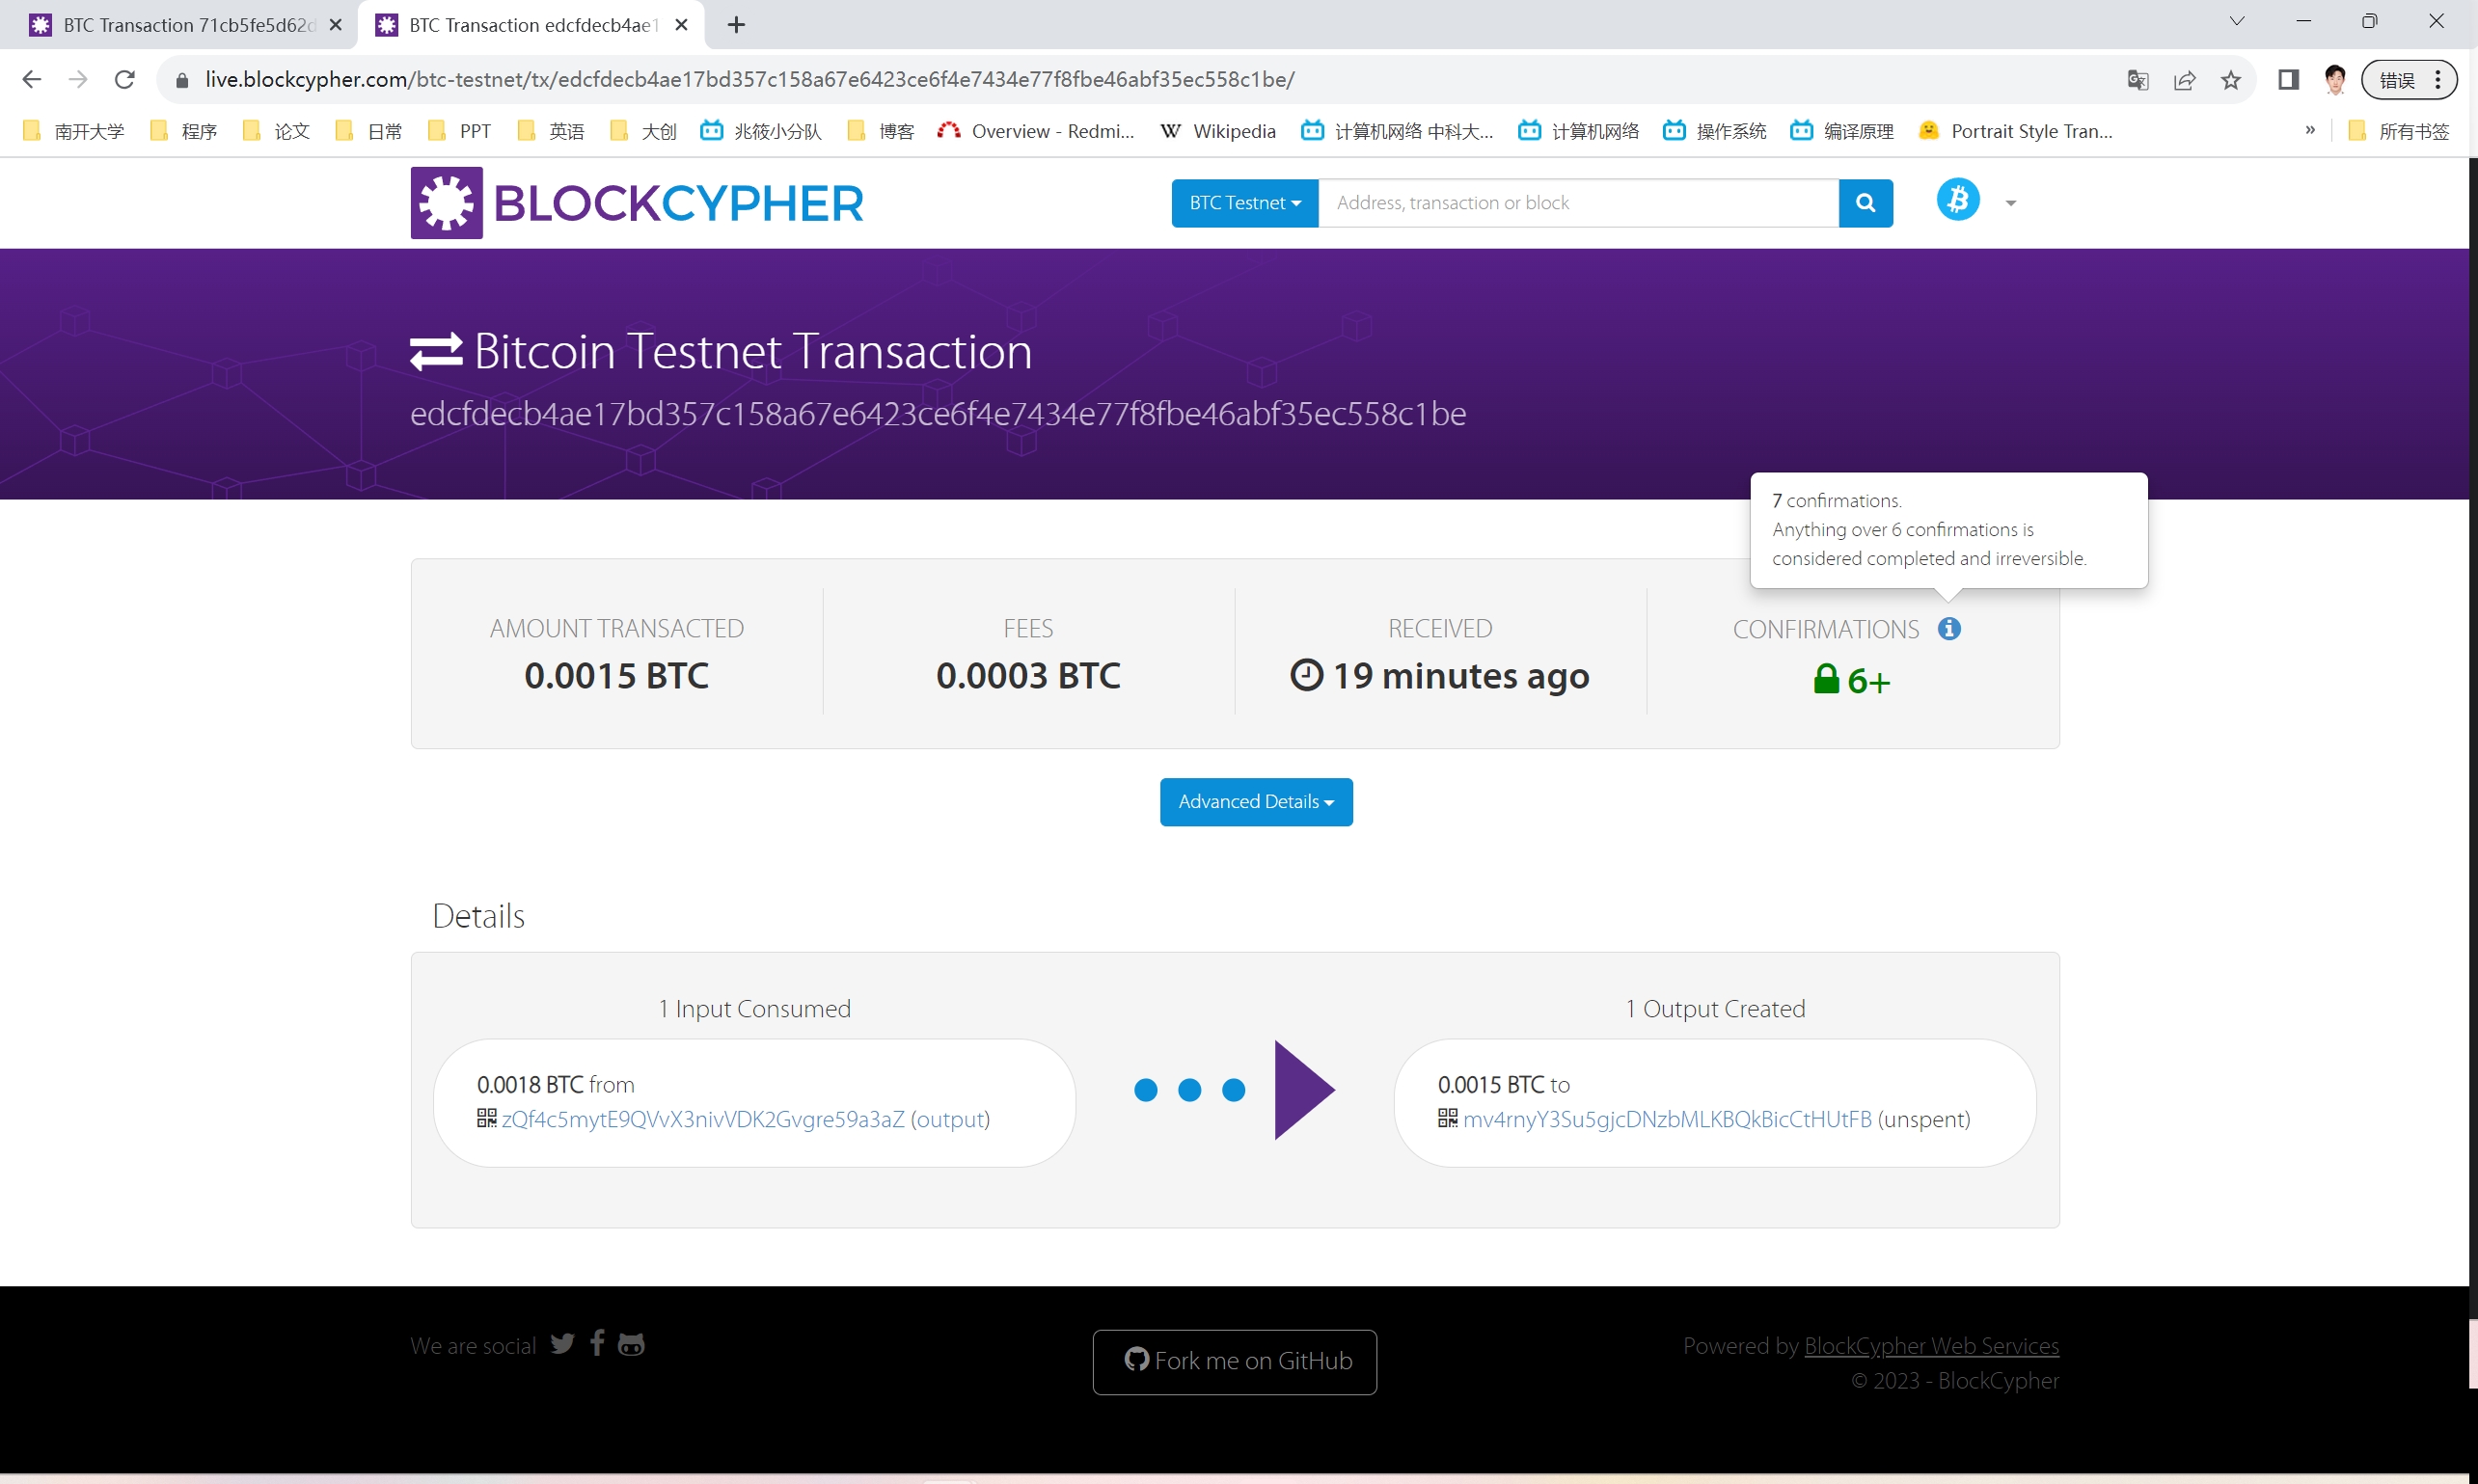 BTC Transaction 71cb5fe5d62d
BTC Transaction edcfdecb4ae1
live.blockcypher.com/btc-testnet/tx/edcfdecb4ae17bd357c158a67e6423ce6f4e7434e77f8fbe46abf35ec558c1be/
错误
南开大学 程序 论文 日常 PPT 英语 大创 兆筱小分队 博客 Overview - Redmi... Wikipedia 计算机网络 中科大... 计算机网络 操作系统 编译原理 Portrait Style Tran... » 所有书签
BLOCKCYPHER
BTC Testnet
Address, transaction or block
Bitcoin Testnet Transaction
edcfdecb4ae17bd357c158a67e6423ce6f4e7434e77f8fbe46abf35ec558c1be
7 confirmations.
Anything over 6 confirmations is
considered completed and irreversible.
AMOUNT TRANSACTED
0.0015 BTC
FEES
0.0003 BTC
RECEIVED
19 minutes ago
CONFIRMATIONS
6+
Advanced Details
Details
1 Input Consumed
0.0018 BTC from
zQf4c5mytE9QVvX3nivVDK2Gvgre59a3aZ (output)
1 Output Created
0.0015 BTC to
mv4rnyY3Su5gjcDNzbMLKBQkBicCtHUtFB (unspent)
We are social
Fork me on GitHub
Powered by BlockCypher Web Services
© 2023 - BlockCypher